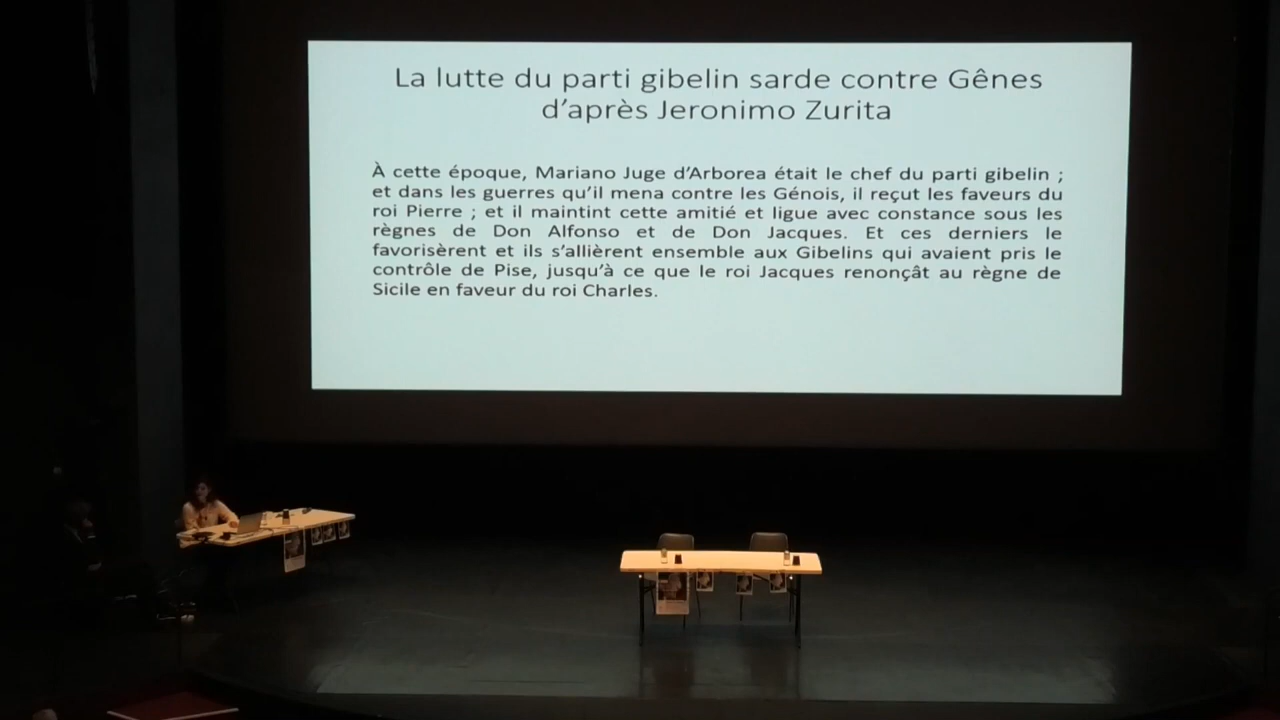 La lutte du parti gibelin sarde contre Gênes
d'après Jeronimo Zurita
À cette époque, Mariano Juge d'Arborea était le chef du parti gibelin ;
et dans les guerres qu'il mena contre les Génois, il reçut les faveurs du
roi Pierre ; et il maintint cette amitié et ligue avec constance sous les
règnes de Don Alfonso et de Don Jacques. Et ces derniers le
favorisèrent et ils s'allièrent ensemble aux Gibelins qui avaient pris le
contrôle de Pise, jusqu'à ce que le roi Jacques renonçât au règne de
Sicile en faveur du roi Charles.